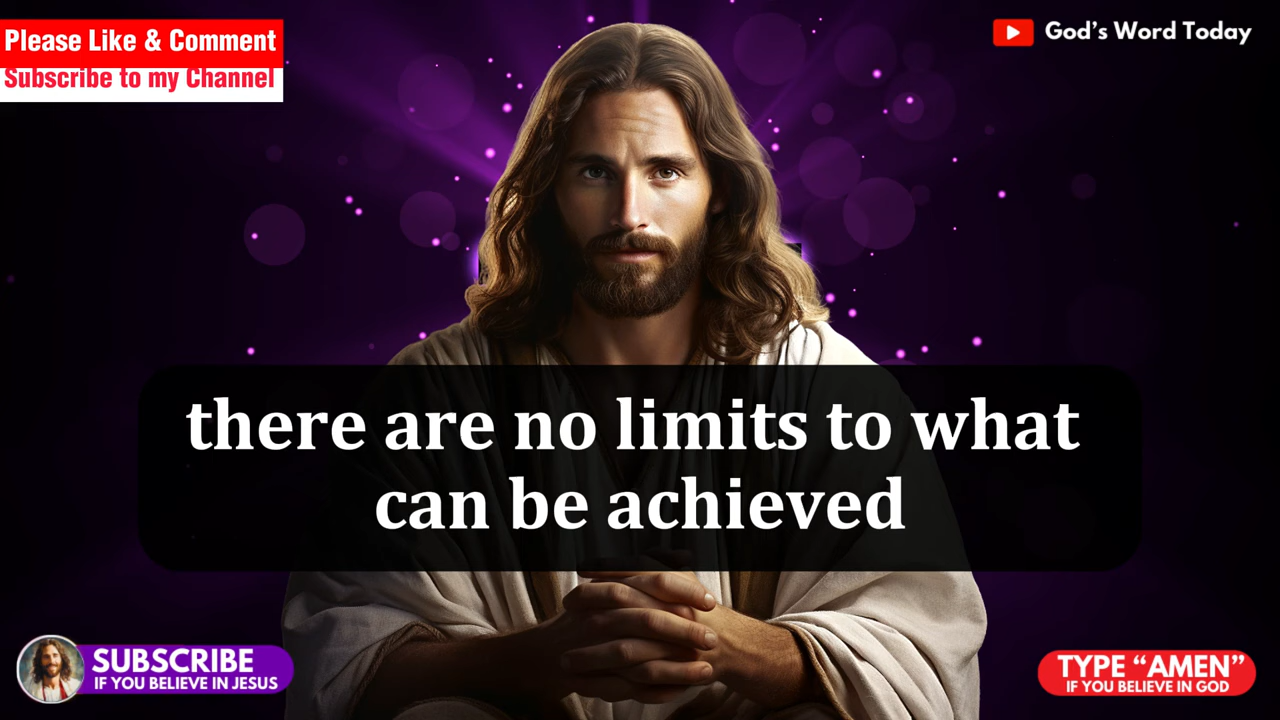 Please Like & Comment
Subscribe to my Channel
God's Word Today
there are no limits to what
can be achieved
SUBSCRIBE
IF YOU BELIEVE IN JESUS
TYPE “AMEN”
IF YOU BELIEVE IN GOD